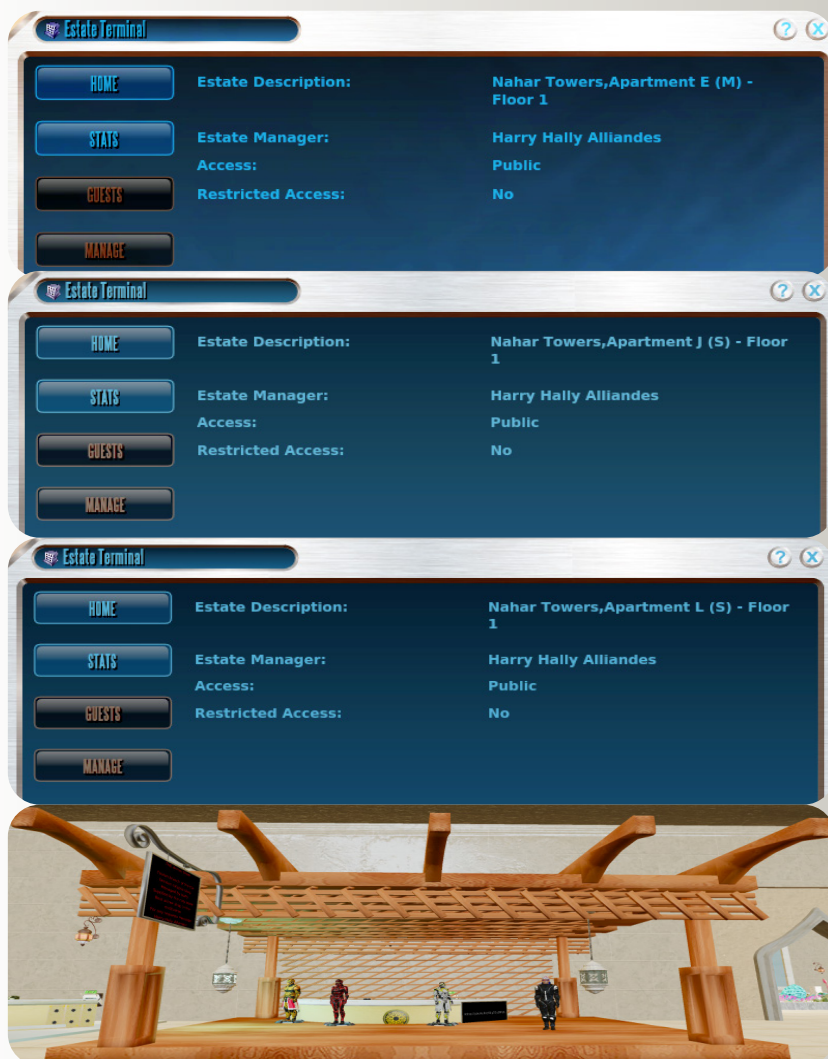 Estate Terminal
? X
HOME
Estate Description: Nahar Towers,Apartment E (M) -
Floor 1
STATS
Estate Manager: Harry Hally Alliandes
Access: Public
GUESTS
Restricted Access: No
MANAGE
Estate Terminal
? X
HOME
Estate Description: Nahar Towers,Apartment J (S) - Floor
1
STATS
Estate Manager: Harry Hally Alliandes
Access: Public
GUESTS
Restricted Access: No
MANAGE
Estate Terminal
? X
HOME
Estate Description: Nahar Towers,Apartment L (S) - Floor
1
STATS
Estate Manager: Harry Hally Alliandes
Access: Public
GUESTS
Restricted Access: No
MANAGE